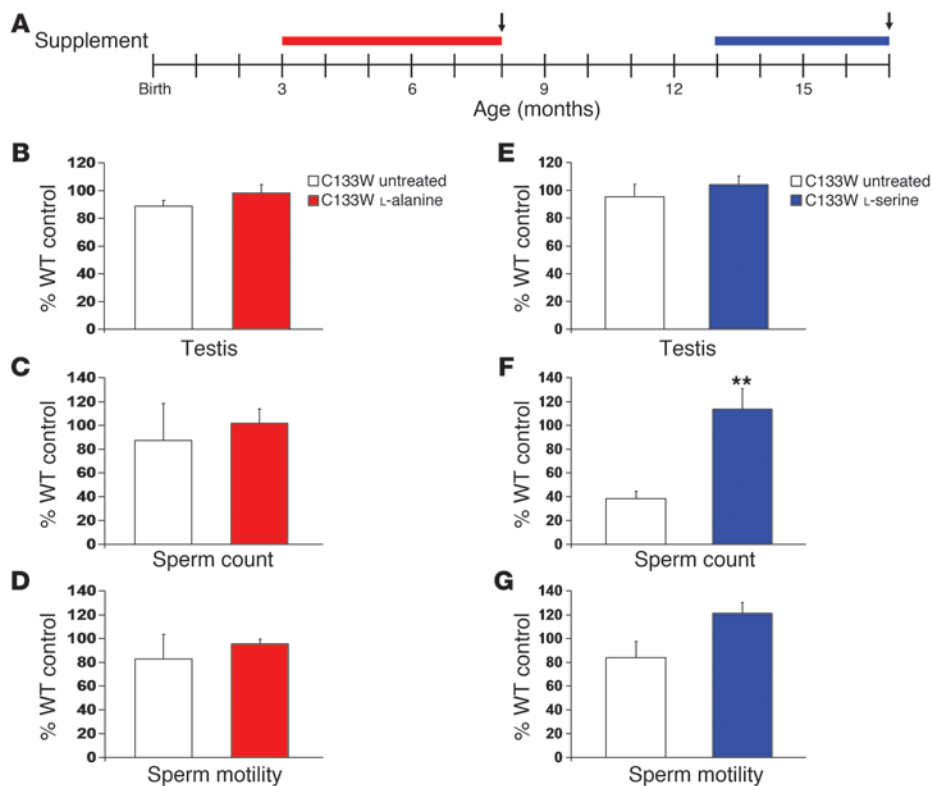 A
Supplement
Birth 3 6 9 12 15
Age (months)
B
120
100
80
60
40
20
0
% WT control
C133W untreated
C133W L-alanine
Testis
C
140
120
100
80
60
40
20
0
% WT control
Sperm count
D
140
120
100
80
60
40
20
0
% WT control
Sperm motility
E
120
100
80
60
40
20
0
% WT control
C133W untreated
C133W L-serine
Testis
F
140
120
100
80
60
40
20
0
% WT control
**
Sperm count
G
140
120
100
80
60
40
20
0
% WT control
Sperm motility